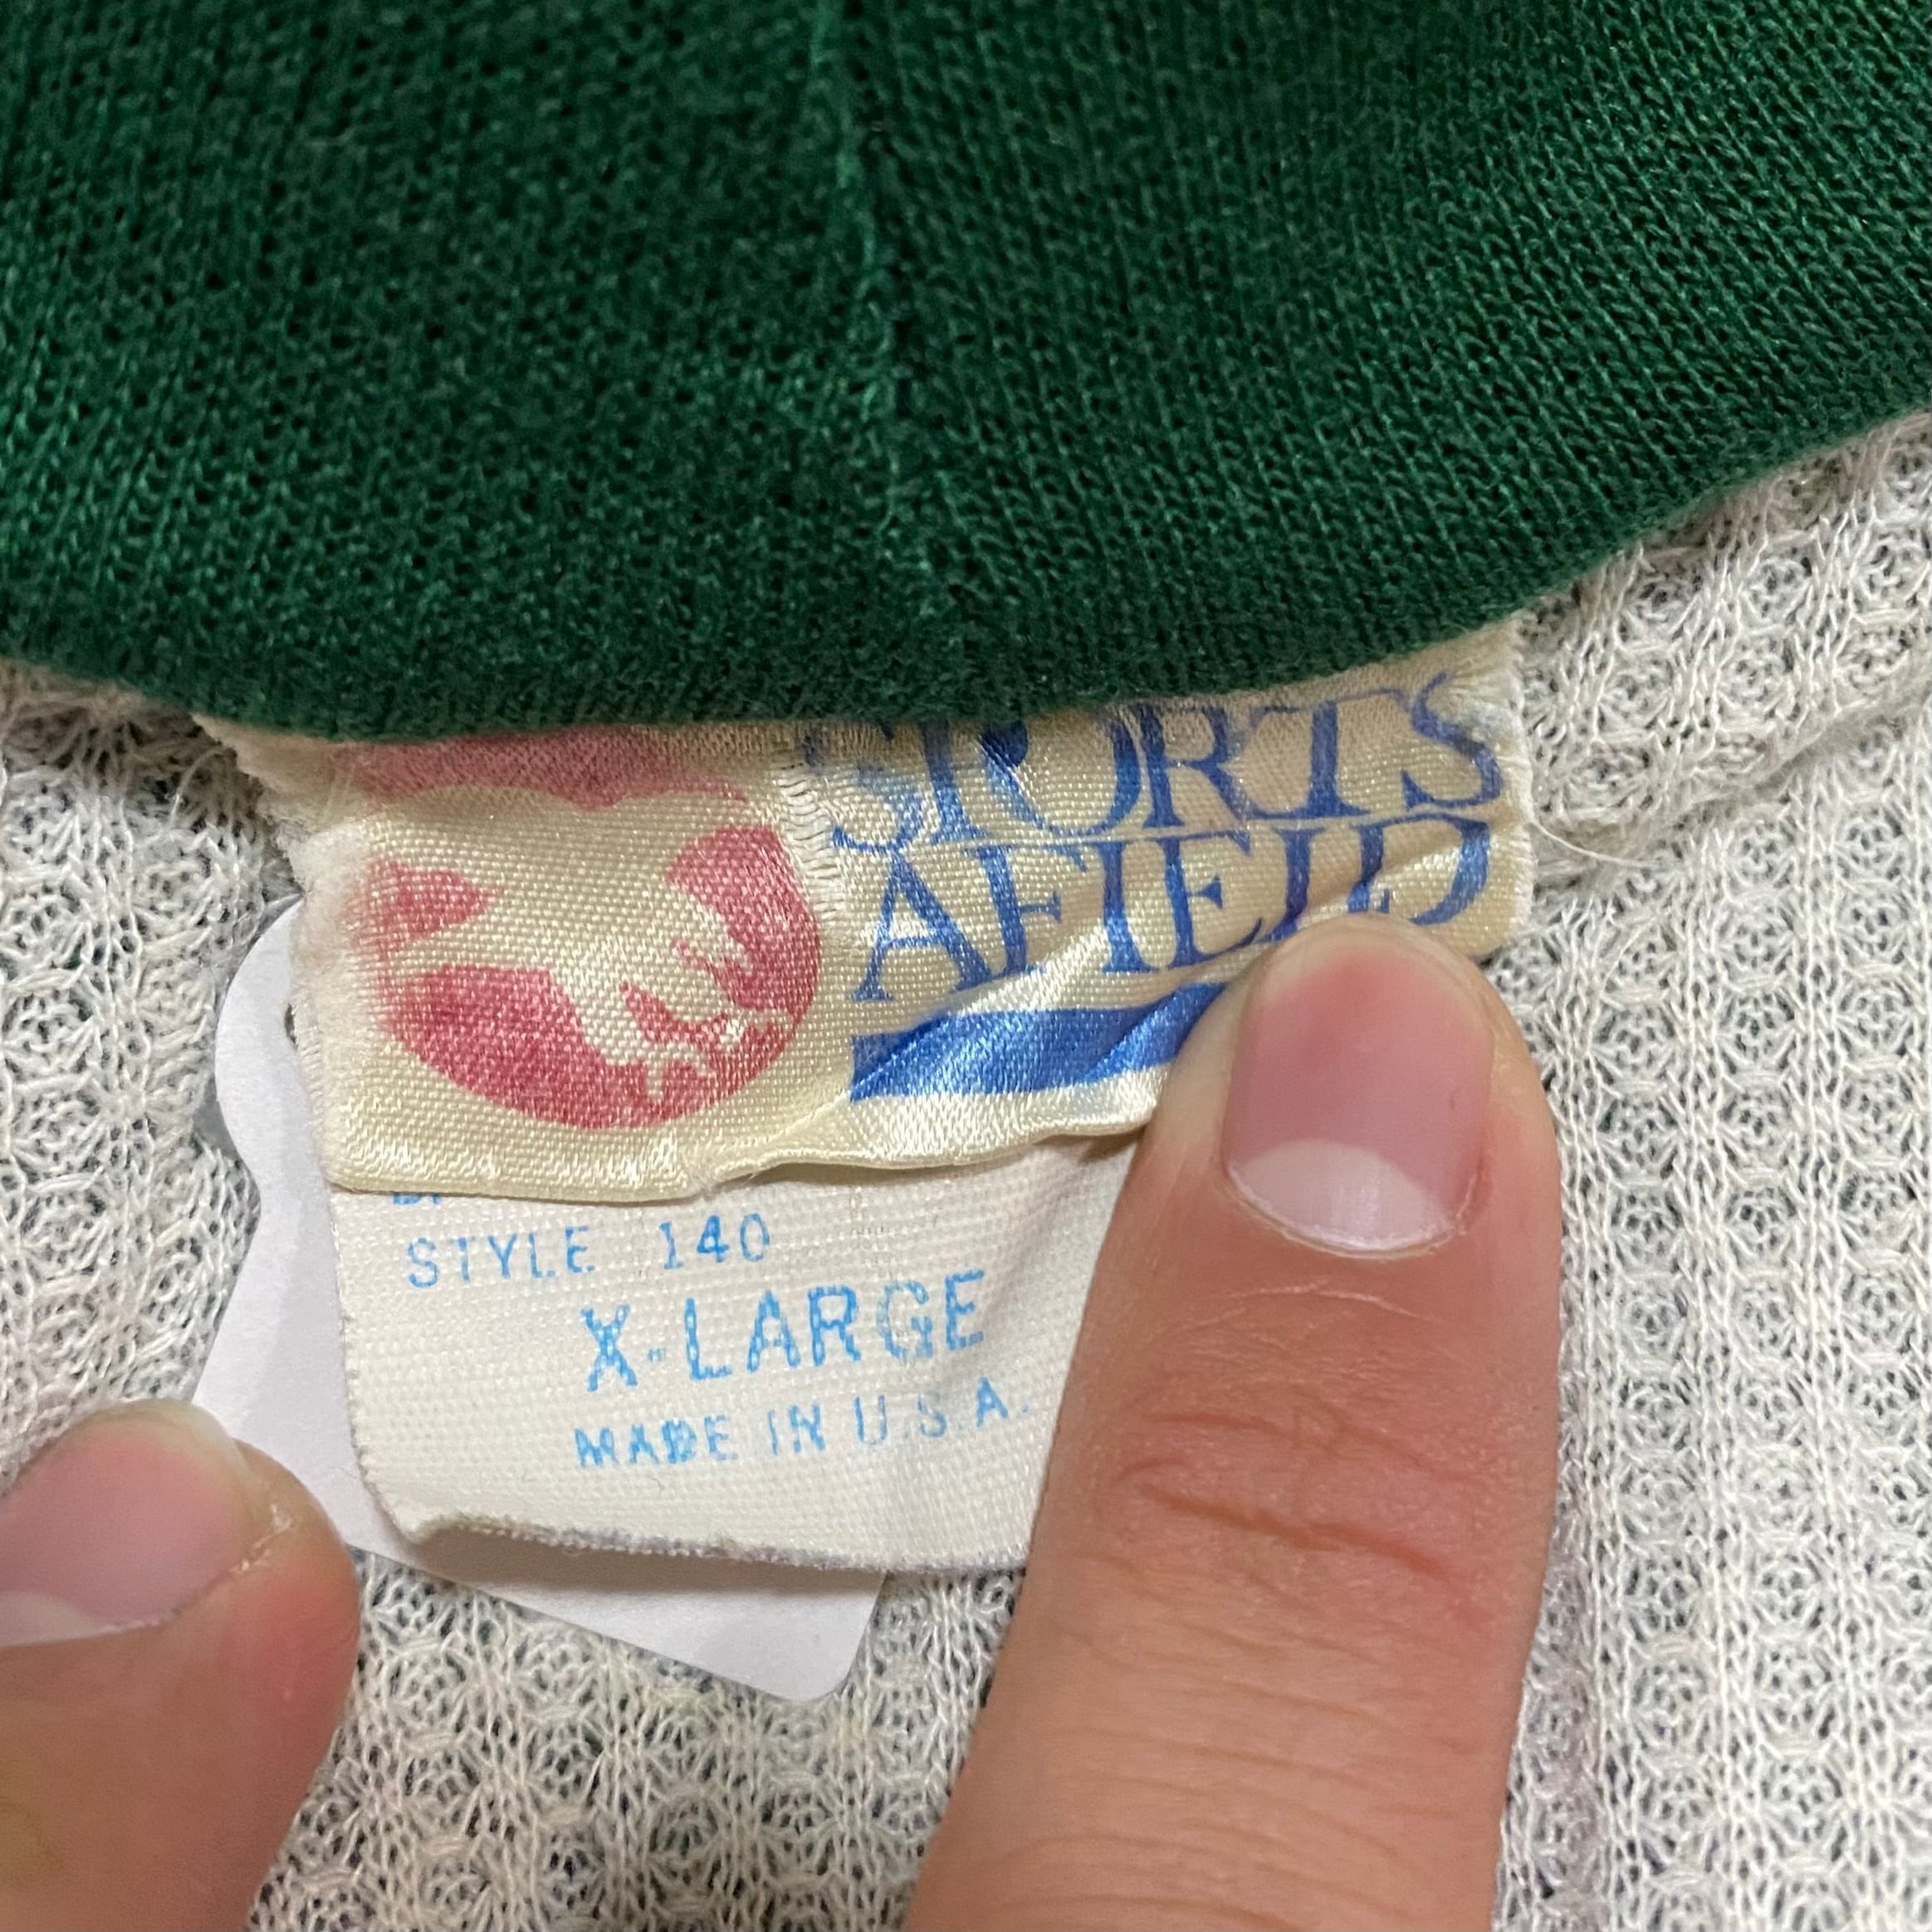 SPORTS
AFIELD
STYLE 140
X-LARGE
MADE IN U.S.A.